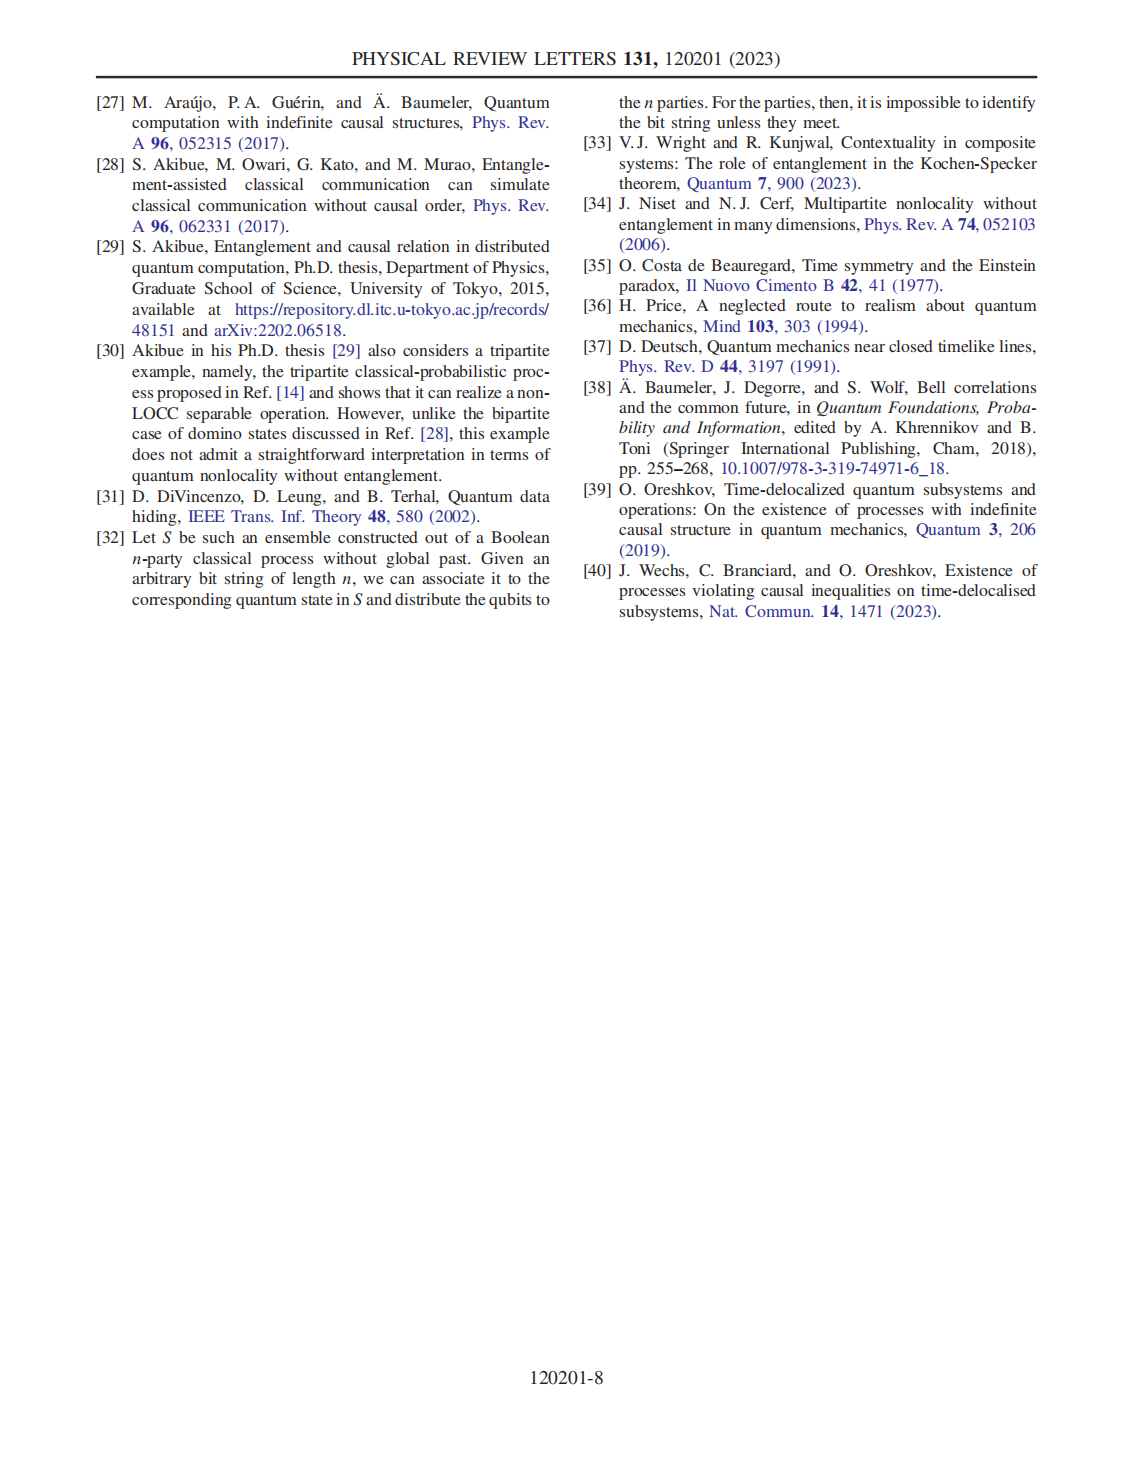 PHYSICAL REVIEW LETTERS 131, 120201 (2023)
[27] M. Araújo, P. A. Guérin, and Ä. Baumeler, Quantum
computation with indefinite causal structures, Phys. Rev.
A 96, 052315 (2017).
[28] S. Akibue, M. Owari, G. Kato, and M. Murao, Entangle-
ment-assisted classical communication can simulate
classical communication without causal order, Phys. Rev.
A 96, 062331 (2017).
[29] S. Akibue, Entanglement and causal relation in distributed
quantum computation, Ph.D. thesis, Department of Physics,
Graduate School of Science, University of Tokyo, 2015,
available at https://repository.dl.itc.u-tokyo.ac.jp/records/
48151 and arXiv:2202.06518.
[30] Akibue in his Ph.D. thesis [29] also considers a tripartite
example, namely, the tripartite classical-probabilistic proc-
ess proposed in Ref. [14] and shows that it can realize a non-
LOCC separable operation. However, unlike the bipartite
case of domino states discussed in Ref. [28], this example
does not admit a straightforward interpretation in terms of
quantum nonlocality without entanglement.
[31] D. DiVincenzo, D. Leung, and B. Terhal, Quantum data
hiding, IEEE Trans. Inf. Theory 48, 580 (2002).
[32] Let S be such an ensemble constructed out of a Boolean
n-party classical process without global past. Given an
arbitrary bit string of length n, we can associate it to the
corresponding quantum state in S and distribute the qubits to
the n parties. For the parties, then, it is impossible to identify
the bit string unless they meet.
[33] V. J. Wright and R. Kunjwal, Contextuality in composite
systems: The role of entanglement in the Kochen-Specker
theorem, Quantum 7, 900 (2023).
[34] J. Niset and N. J. Cerf, Multipartite nonlocality without
entanglement in many dimensions, Phys. Rev. A 74, 052103
(2006).
[35] O. Costa de Beauregard, Time symmetry and the Einstein
paradox, Il Nuovo Cimento B 42, 41 (1977).
[36] H. Price, A neglected route to realism about quantum
mechanics, Mind 103, 303 (1994).
[37] D. Deutsch, Quantum mechanics near closed timelike lines,
Phys. Rev. D 44, 3197 (1991).
[38] Ä. Baumeler, J. Degorre, and S. Wolf, Bell correlations
and the common future, in Quantum Foundations, Proba-
bility and Information, edited by A. Khrennikov and B.
Toni (Springer International Publishing, Cham, 2018),
pp. 255–268, 10.1007/978-3-319-74971-6_18.
[39] O. Oreshkov, Time-delocalized quantum subsystems and
operations: On the existence of processes with indefinite
causal structure in quantum mechanics, Quantum 3, 206
(2019).
[40] J. Wechs, C. Branciard, and O. Oreshkov, Existence of
processes violating causal inequalities on time-delocalised
subsystems, Nat. Commun. 14, 1471 (2023).
120201-8